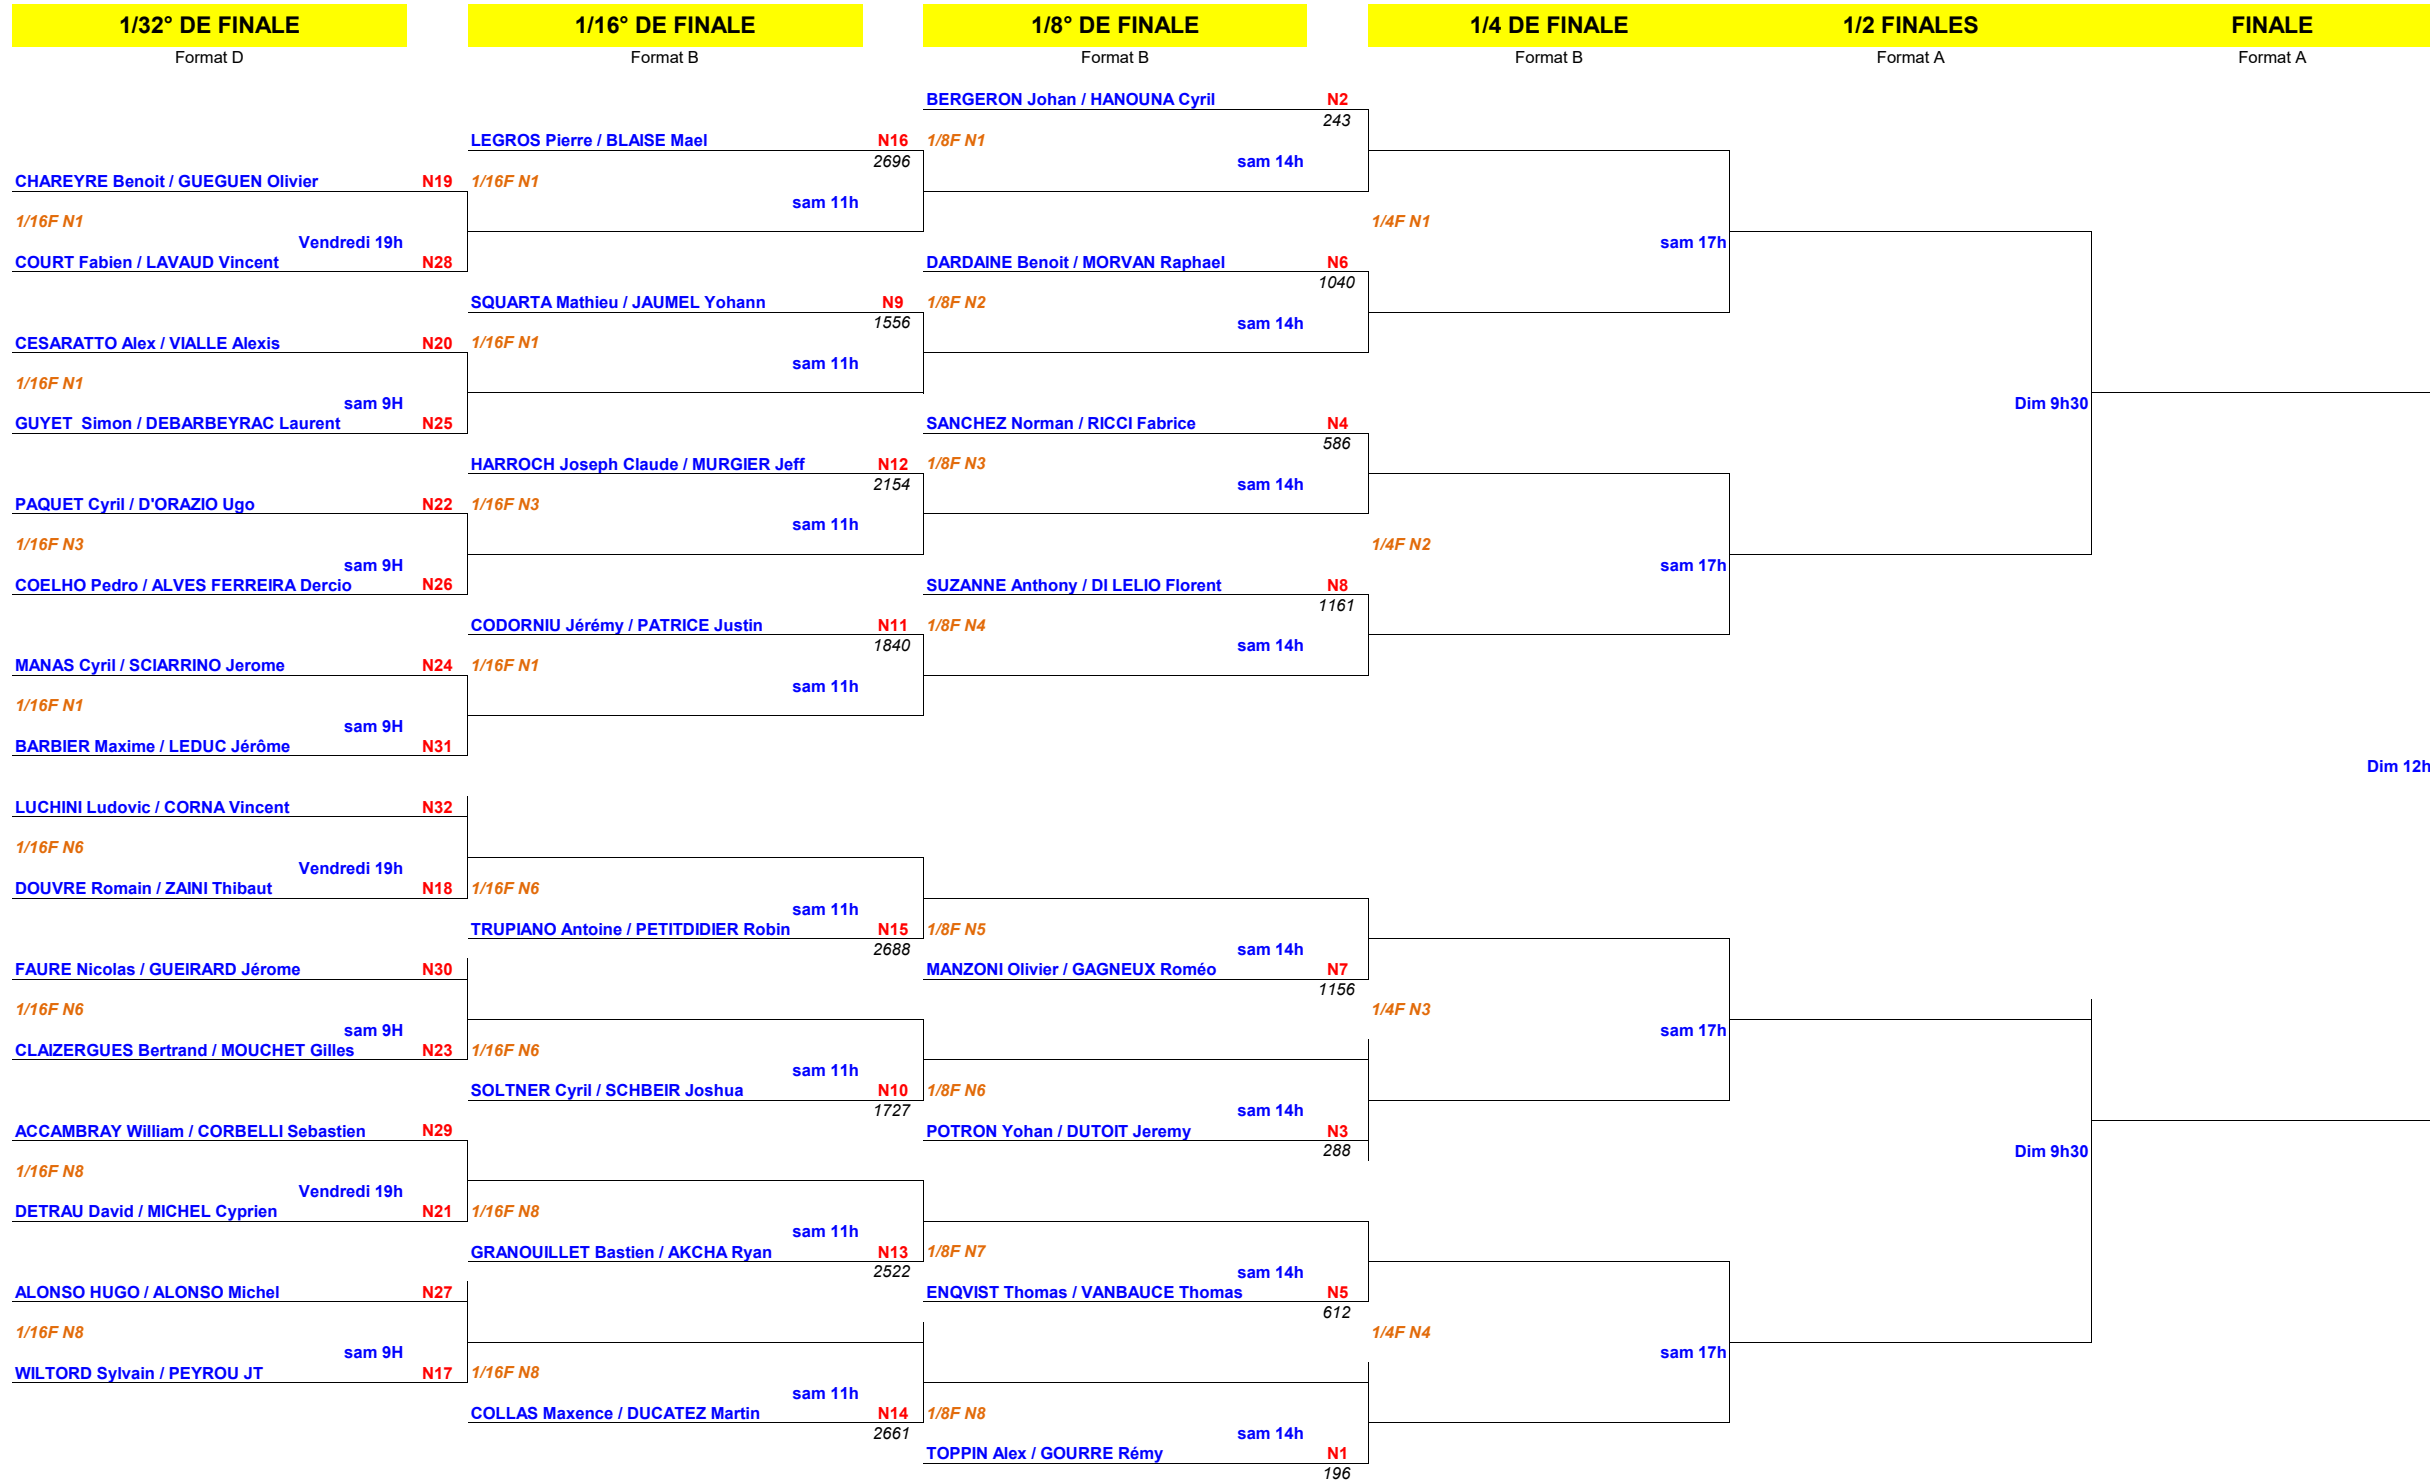 1/32° DE FINALE 1/16° DE FINALE 1/8° DE FINALE 1/4 DE FINALE 1/2 FINALES FINALE
Format D Format B Format B Format B Format A Format A
BERGERON Johan / HANOUNA Cyril N2
243
LEGROS Pierre / BLAISE Mael N16 1/8F N1
2696 sam 14h
CHAREYRE Benoit / GUEGUEN Olivier N19 1/16F N1
sam 11h
1/16F N1 1/4F N1
Vendredi 19h sam 17h
COURT Fabien / LAVAUD Vincent N28 DARDAINE Benoit / MORVAN Raphael N6
1040
SQUARTA Mathieu / JAUMEL Yohann N9 1/8F N2
1556 sam 14h
CESARATTO Alex / VIALLE Alexis N20 1/16F N1
sam 11h
1/16F N1
sam 9H Dim 9h30
GUYET  Simon / DEBARBEYRAC Laurent N25 SANCHEZ Norman / RICCI Fabrice N4
586
HARROCH Joseph Claude / MURGIER Jeff N12 1/8F N3
2154 sam 14h
PAQUET Cyril / D'ORAZIO Ugo N22 1/16F N3
sam 11h
1/16F N3 1/4F N2
sam 9H sam 17h
COELHO Pedro / ALVES FERREIRA Dercio N26 SUZANNE Anthony / DI LELIO Florent N8
1161
CODORNIU Jérémy / PATRICE Justin N11 1/8F N4
1840 sam 14h
MANAS Cyril / SCIARRINO Jerome N24 1/16F N1
sam 11h
1/16F N1
sam 9H
BARBIER Maxime / LEDUC Jérôme N31
Dim 12h
LUCHINI Ludovic / CORNA Vincent N32
1/16F N6
Vendredi 19h
DOUVRE Romain / ZAINI Thibaut N18 1/16F N6
sam 11h
TRUPIANO Antoine / PETITDIDIER Robin N15 1/8F N5
2688 sam 14h
FAURE Nicolas / GUEIRARD Jérome N30 MANZONI Olivier / GAGNEUX Roméo N7
1156
1/16F N6 1/4F N3
sam 9H sam 17h
CLAIZERGUES Bertrand / MOUCHET Gilles N23 1/16F N6
sam 11h
SOLTNER Cyril / SCHBEIR Joshua N10 1/8F N6
1727 sam 14h
ACCAMBRAY William / CORBELLI Sebastien N29 POTRON Yohan / DUTOIT Jeremy N3
288 Dim 9h30
1/16F N8
Vendredi 19h
DETRAU David / MICHEL Cyprien N21 1/16F N8
sam 11h
GRANOUILLET Bastien / AKCHA Ryan N13 1/8F N7
2522 sam 14h
ALONSO HUGO / ALONSO Michel N27 ENQVIST Thomas / VANBAUCE Thomas N5
612
1/16F N8 1/4F N4
sam 9H sam 17h
WILTORD Sylvain / PEYROU JT N17 1/16F N8
sam 11h
COLLAS Maxence / DUCATEZ Martin N14 1/8F N8
2661 sam 14h
TOPPIN Alex / GOURRE Rémy N1
196